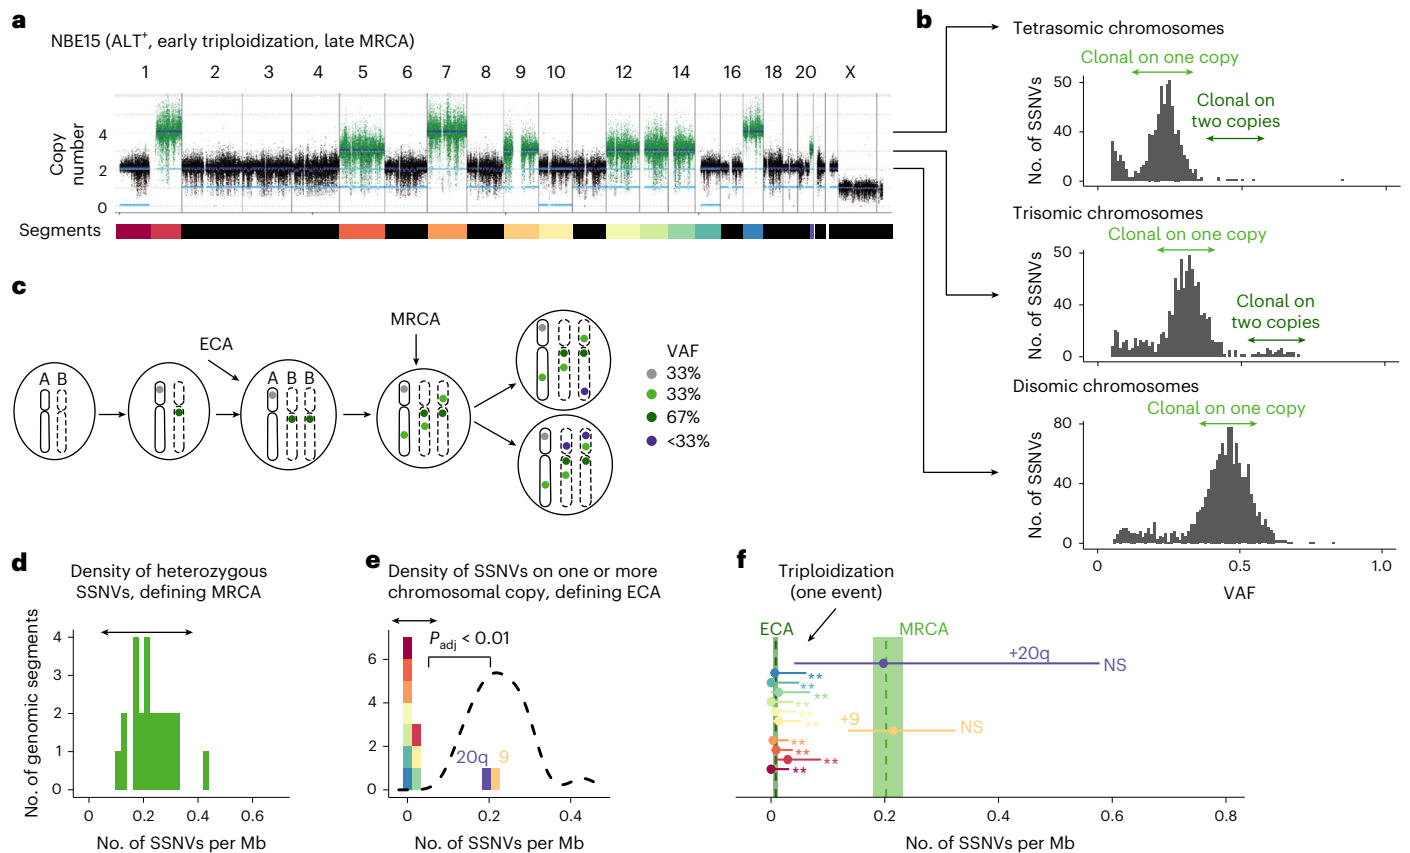 a
NBE15 (ALT+, early triploidization, late MRCA)
1 2 3 4 5 6 7 8 9 10 12 14 16 18 20 X
Copy number
4
2
0
Segments
b
Tetrasomic chromosomes
Clonal on one copy
Clonal on two copies
No. of SSNVs
50
40
0
Trisomic chromosomes
Clonal on one copy
Clonal on two copies
No. of SSNVs
50
40
0
Disomic chromosomes
Clonal on one copy
No. of SSNVs
80
40
0
0 0.5 1.0
VAF
c
ECA
MRCA
A B
A B B
VAF
33%
33%
67%
<33%
d
Density of heterozygous
SSNVs, defining MRCA
No. of genomic segments
4
3
2
1
0
0 0.2 0.4 0.6
No. of SSNVs per Mb
e
Density of SSNVs on one or more
chromosomal copy, defining ECA
Padj < 0.01
6
4
2
0
20q 9
0 0.2 0.4
No. of SSNVs per Mb
f
Triploidization
(one event)
ECA
MRCA
+20q
NS
**
**
**
**
**
**
+9
NS
**
**
**
**
0 0.2 0.4 0.6 0.8
No. of SSNVs per Mb